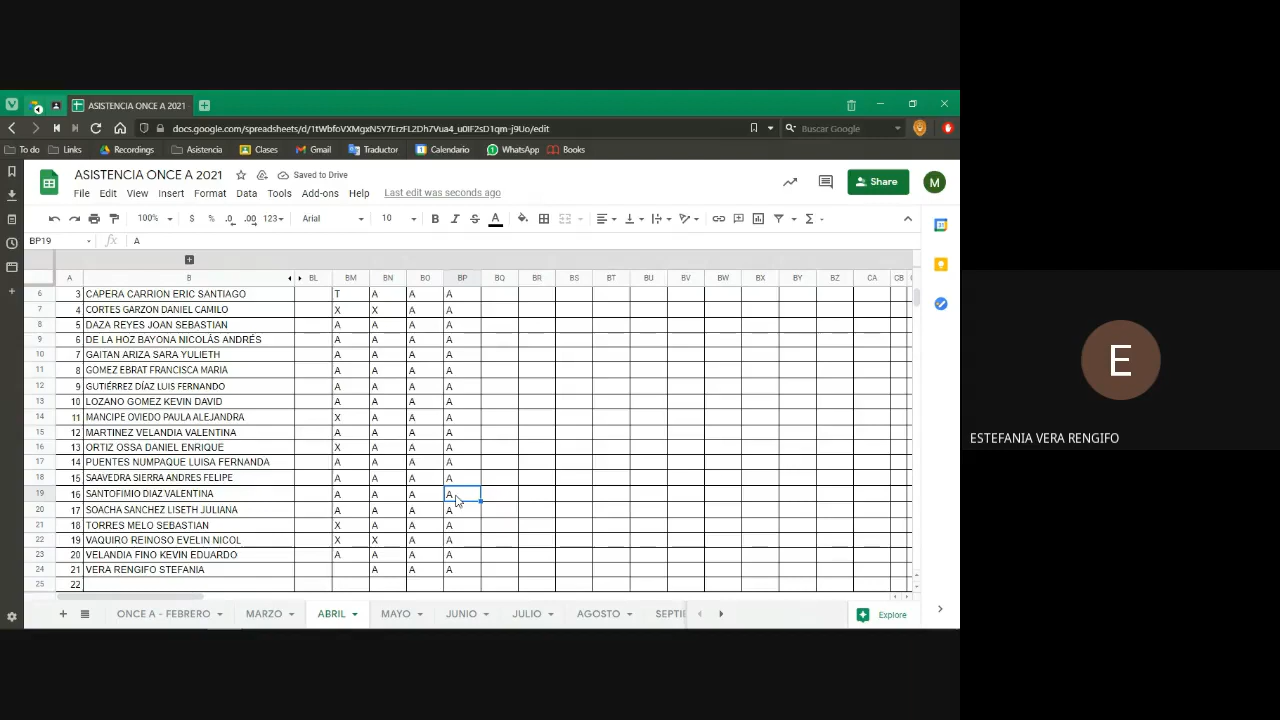 ASISTENCIA ONCE A 2021
docs.google.com/spreadsheets/d/1tWbfoVXMgxN5Y7ErzFL2Dh7Vua4_u0IF2sD1qm-j9Uo/edit
Buscar Google
To do Links Recordings Asistencia Clases Gmail Traductor Calendario WhatsApp Books
ASISTENCIA ONCE A 2021 Saved to Drive
File Edit View Insert Format Data Tools Add-ons Help Last edit was seconds ago
Share M
100% $ % .0 .00 123 Arial 10 B I S A
BP19 fx A
A B BL BM BN BO BP BQ BR BS BT BU BV BW BX BY BZ CA CB
6 3 CAPERA CARRION ERIC SANTIAGO T A A A
7 4 CORTES GARZON DANIEL CAMILO X X A A
8 5 DAZA REYES JOAN SEBASTIAN A A A A
9 6 DE LA HOZ BAYONA NICOLÁS ANDRÉS A A A A
10 7 GAITAN ARIZA SARA YULIETH A A A A
11 8 GOMEZ EBRAT FRANCISCA MARIA A A A A
12 9 GUTIÉRREZ DÍAZ LUIS FERNANDO A A A A
13 10 LOZANO GOMEZ KEVIN DAVID A A A A
14 11 MANCIPE OVIEDO PAULA ALEJANDRA X A A A
15 12 MARTINEZ VELANDIA VALENTINA A A A A
16 13 ORTIZ OSSA DANIEL ENRIQUE X A A A
17 14 PUENTES NUMPAQUE LUISA FERNANDA A A A A
18 15 SAAVEDRA SIERRA ANDRES FELIPE A A A A
19 16 SANTOFIMIO DIAZ VALENTINA A A A A
20 17 SOACHA SANCHEZ LISETH JULIANA A A A A
21 18 TORRES MELO SEBASTIAN X A A A
22 19 VAQUIRO REINOSO EVELIN NICOL X X A A
23 20 VELANDIA FINO KEVIN EDUARDO A A A A
24 21 VERA RENGIFO STEFANIA A A A
25 22
ONCE A - FEBRERO MARZO ABRIL MAYO JUNIO JULIO AGOSTO SEPTIE Explore
E
ESTEFANIA VERA RENGIFO